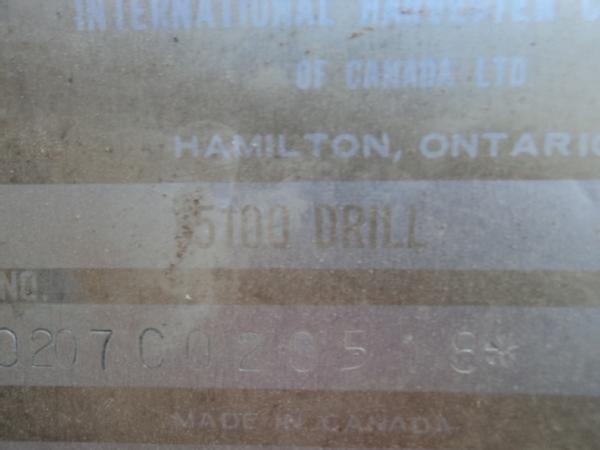 INTERNATIONAL HARVESTER C
OF CANADA LTD
HAMILTON, ONTARIO
5100 DRILL
NO.
0207C0020518*
MADE IN CANADA